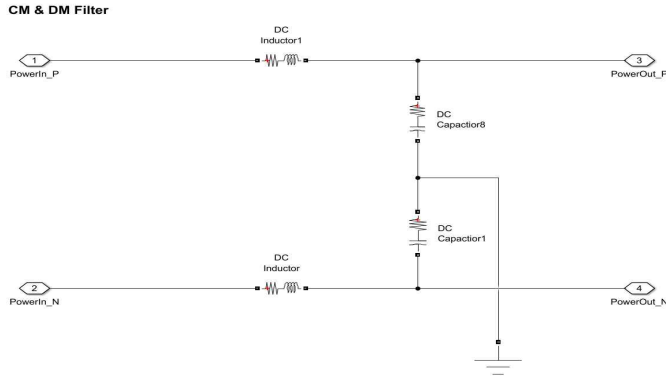 CM & DM Filter
DC
Inductor1
1
PowerIn_P
3
PowerOut_P
DC
Capactior8
DC
Capactior1
DC
Inductor
2
PowerIn_N
4
PowerOut_N